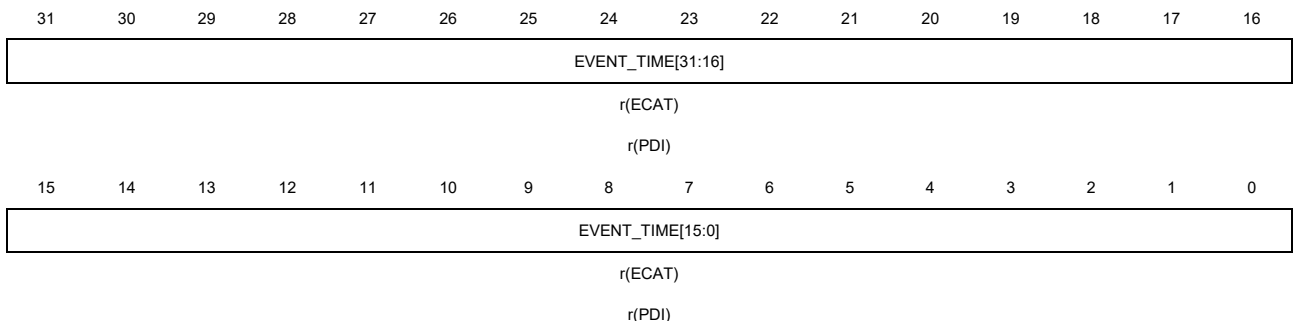 31 30 29 28 27 26 25 24 23 22 21 20 19 18 17 16
EVENT_TIME[31:16]
r(ECAT)
r(PDI)
15 14 13 12 11 10 9 8 7 6 5 4 3 2 1 0
EVENT_TIME[15:0]
r(ECAT)
r(PDI)